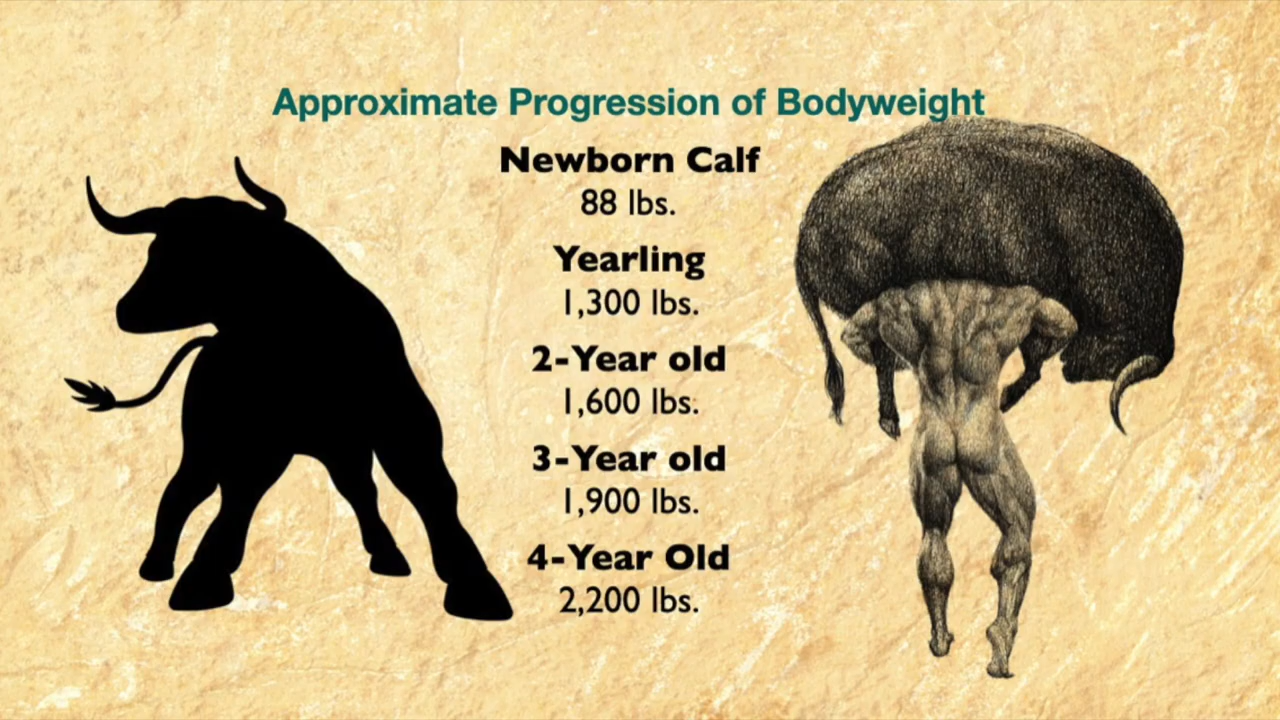 Approximate Progression of Bodyweight
Newborn Calf
88 lbs.
Yearling
1,300 lbs.
2-Year old
1,600 lbs.
3-Year old
1,900 lbs.
4-Year Old
2,200 lbs.